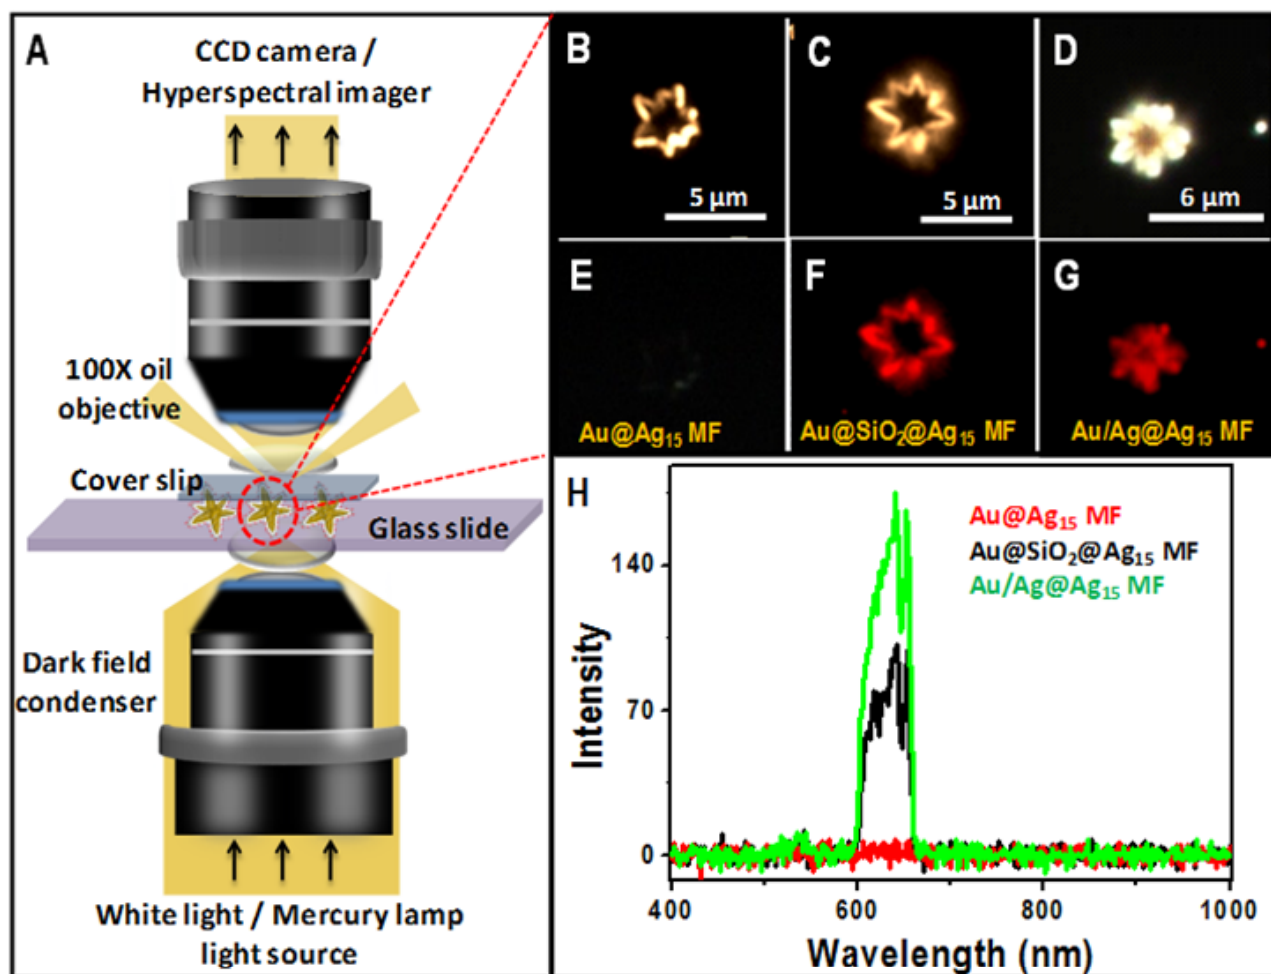 A
CCD camera /
Hyperspectral imager
100X oil
objective
Cover slip
Glass slide
Dark field
condenser
White light / Mercury lamp
light source
B
5 µm
C
5 µm
D
6 µm
E
Au@Ag₁₅ MF
F
Au@SiO₂@Ag₁₅ MF
G
Au/Ag@Ag₁₅ MF
H
Au@Ag₁₅ MF
Au@SiO₂@Ag₁₅ MF
Au/Ag@Ag₁₅ MF
Intensity
140
70
0
400 600 800 1000
Wavelength (nm)